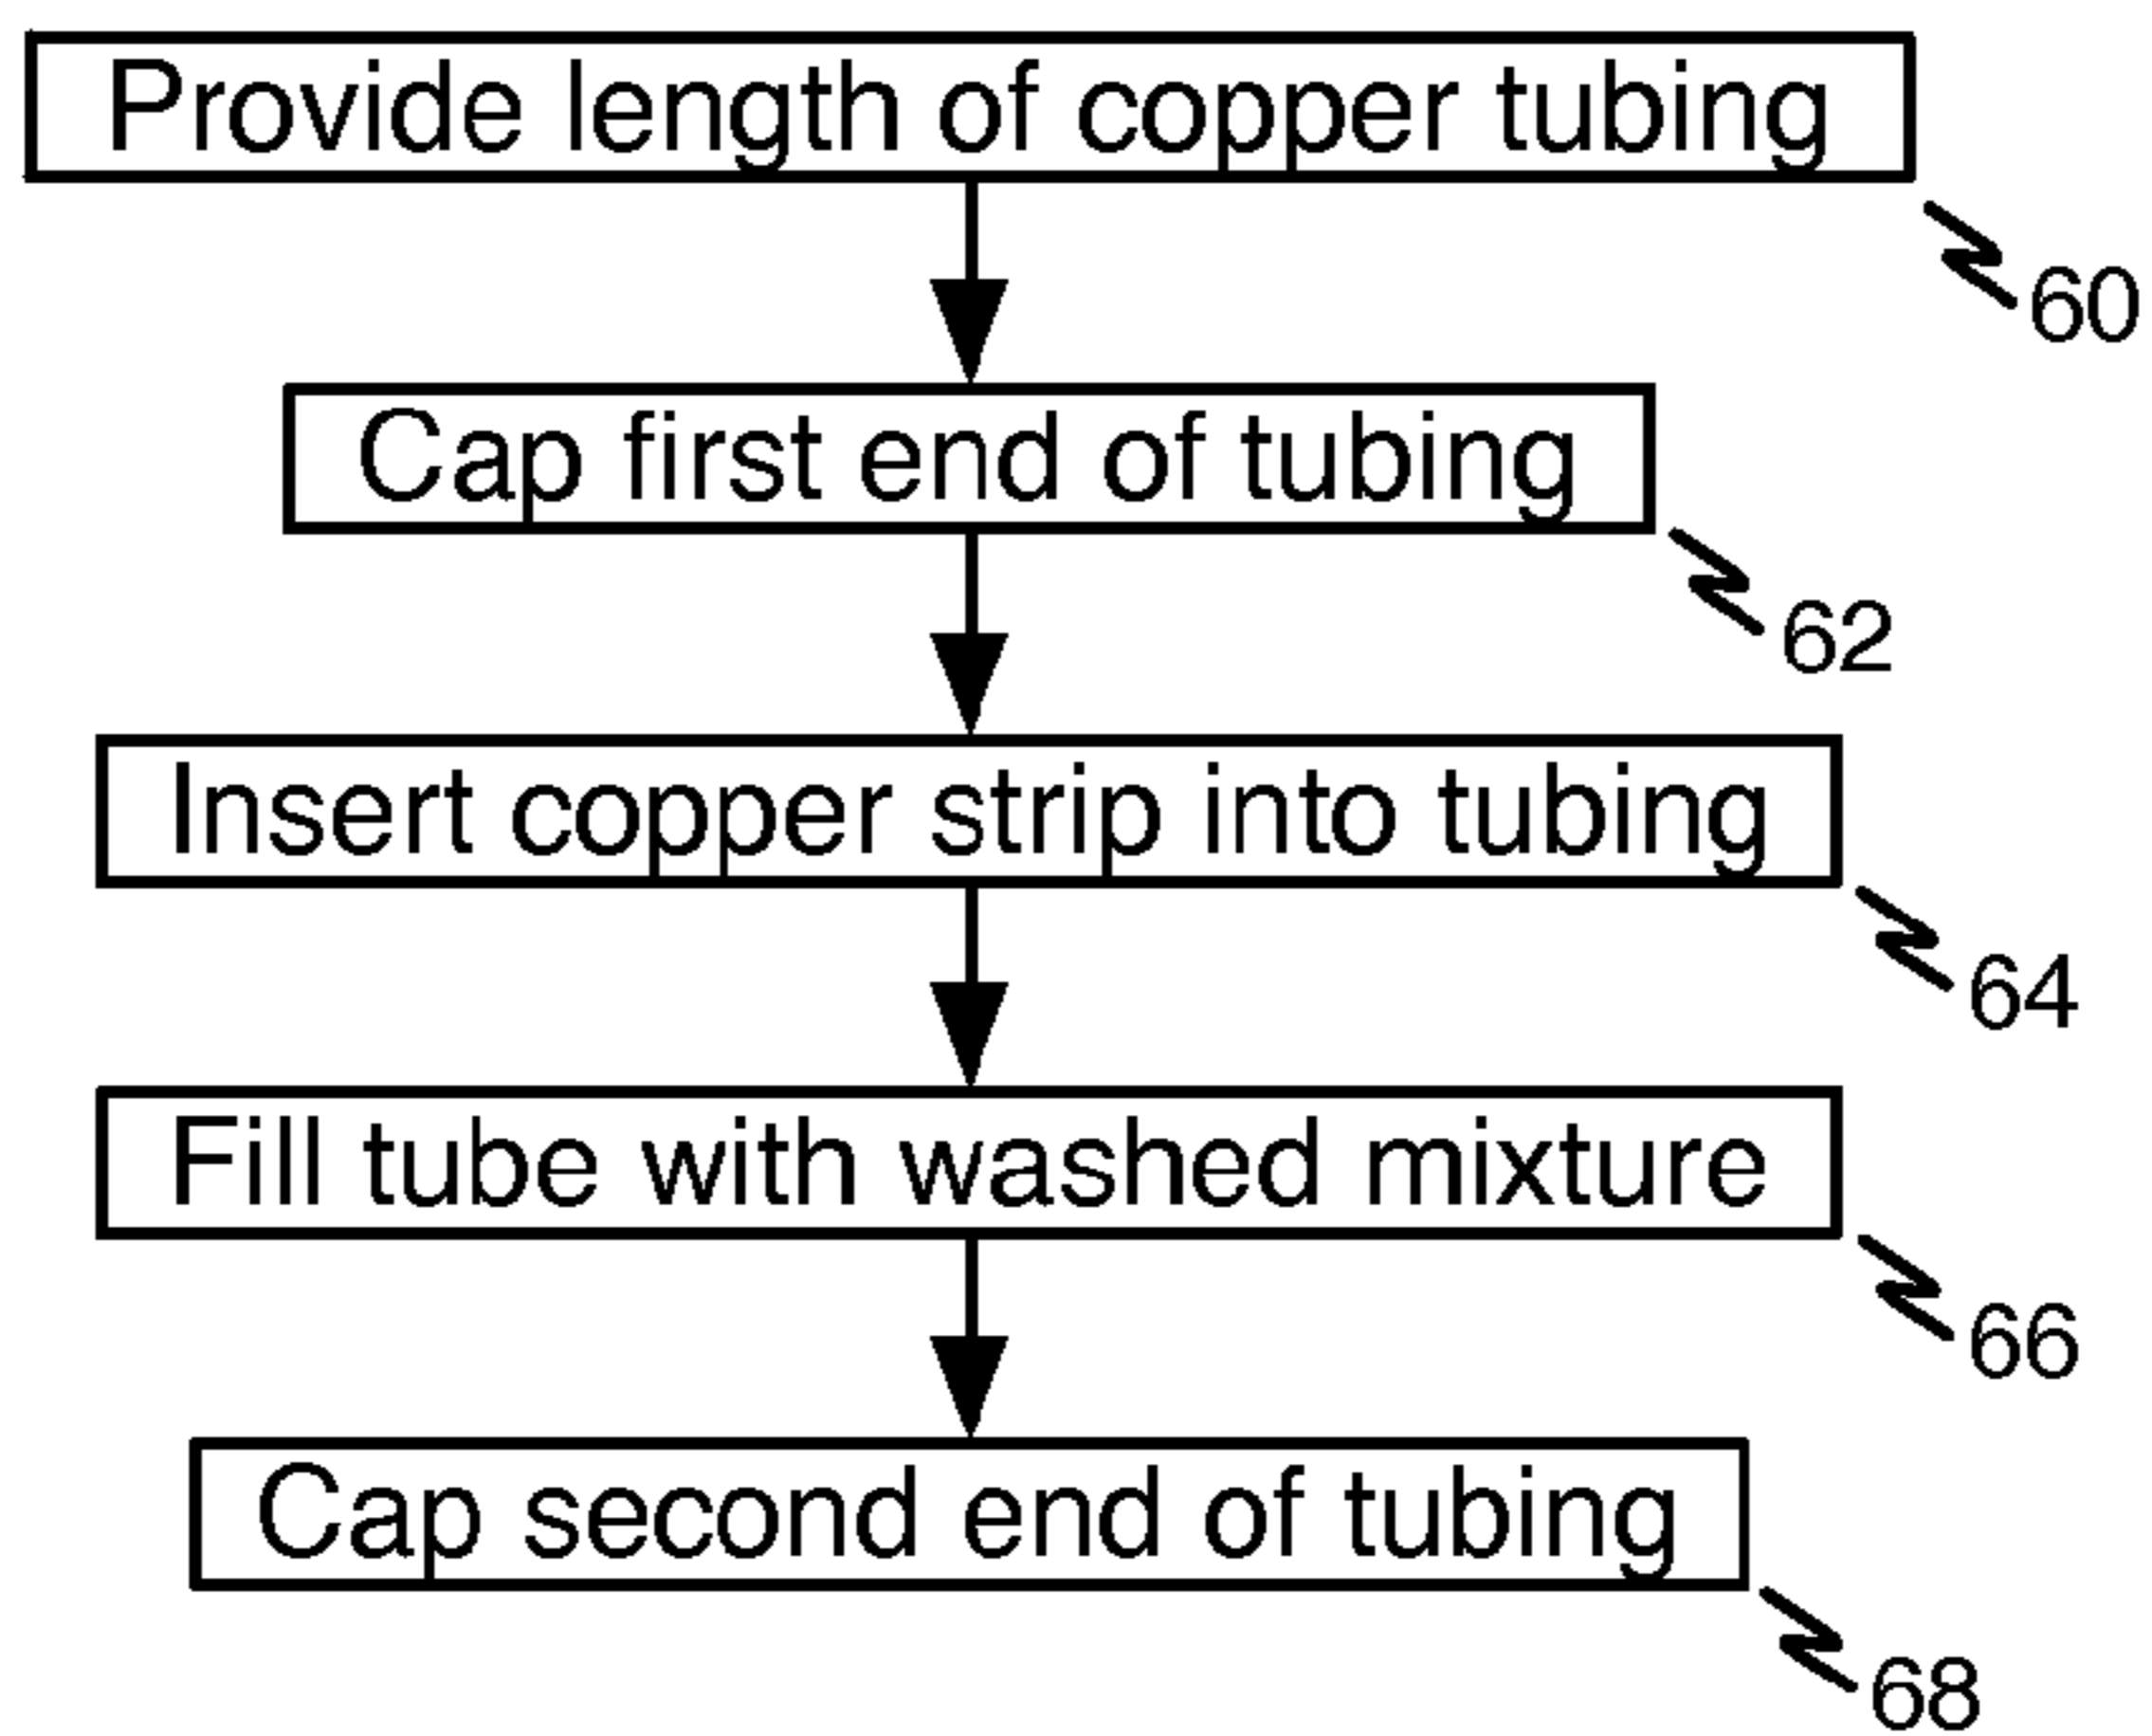 Provide length of copper tubing
60
Cap first end of tubing
62
Insert copper strip into tubing
64
Fill tube with washed mixture
66
Cap second end of tubing
68